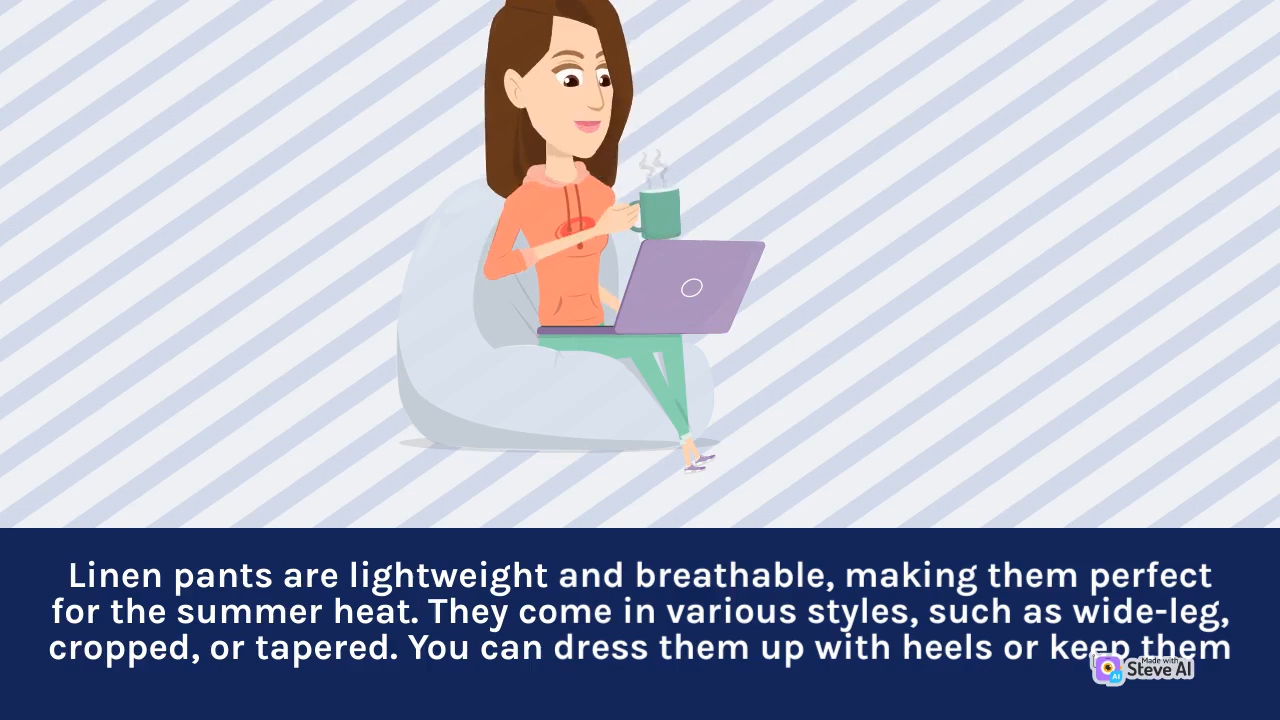 Linen pants are lightweight and breathable, making them perfect
for the summer heat. They come in various styles, such as wide-leg,
cropped, or tapered. You can dress them up with heels or keep them
Made with
AI Steve AI